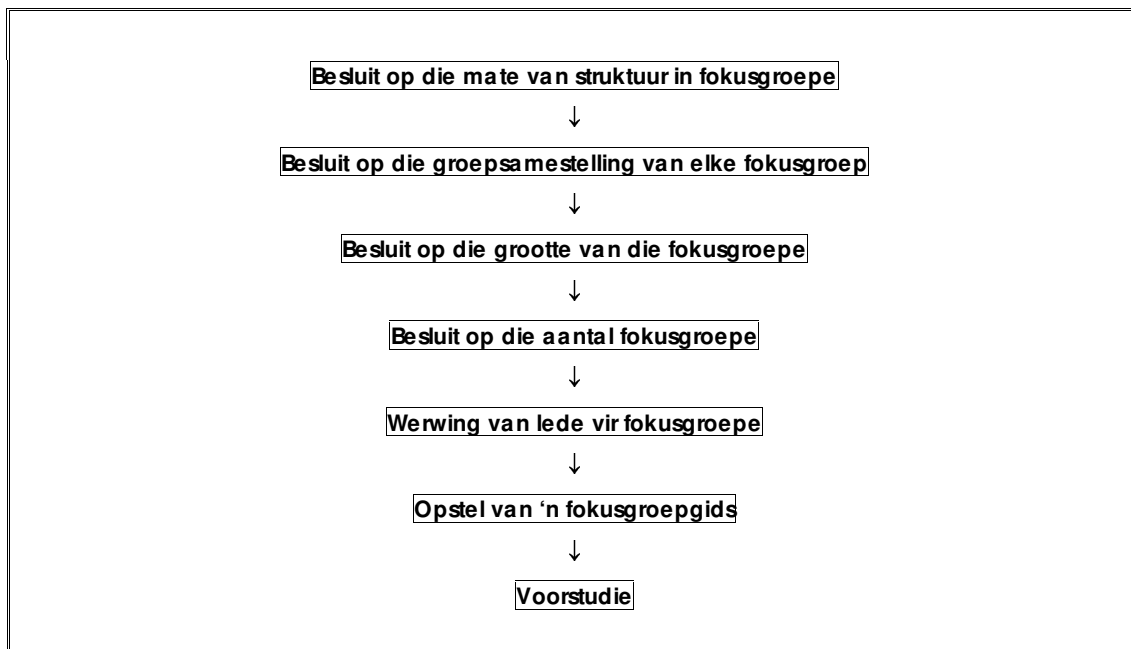 Besluit op die mate van struktuur in fokusgroepe
↓
Besluit op die groepsamestelling van elke fokusgroep
↓
Besluit op die grootte van die fokusgroepe
↓
Besluit op die aantal fokusgroepe
↓
Werwing van lede vir fokusgroepe
↓
Opstel van ‘n fokusgroepgids
↓
Voorstudie